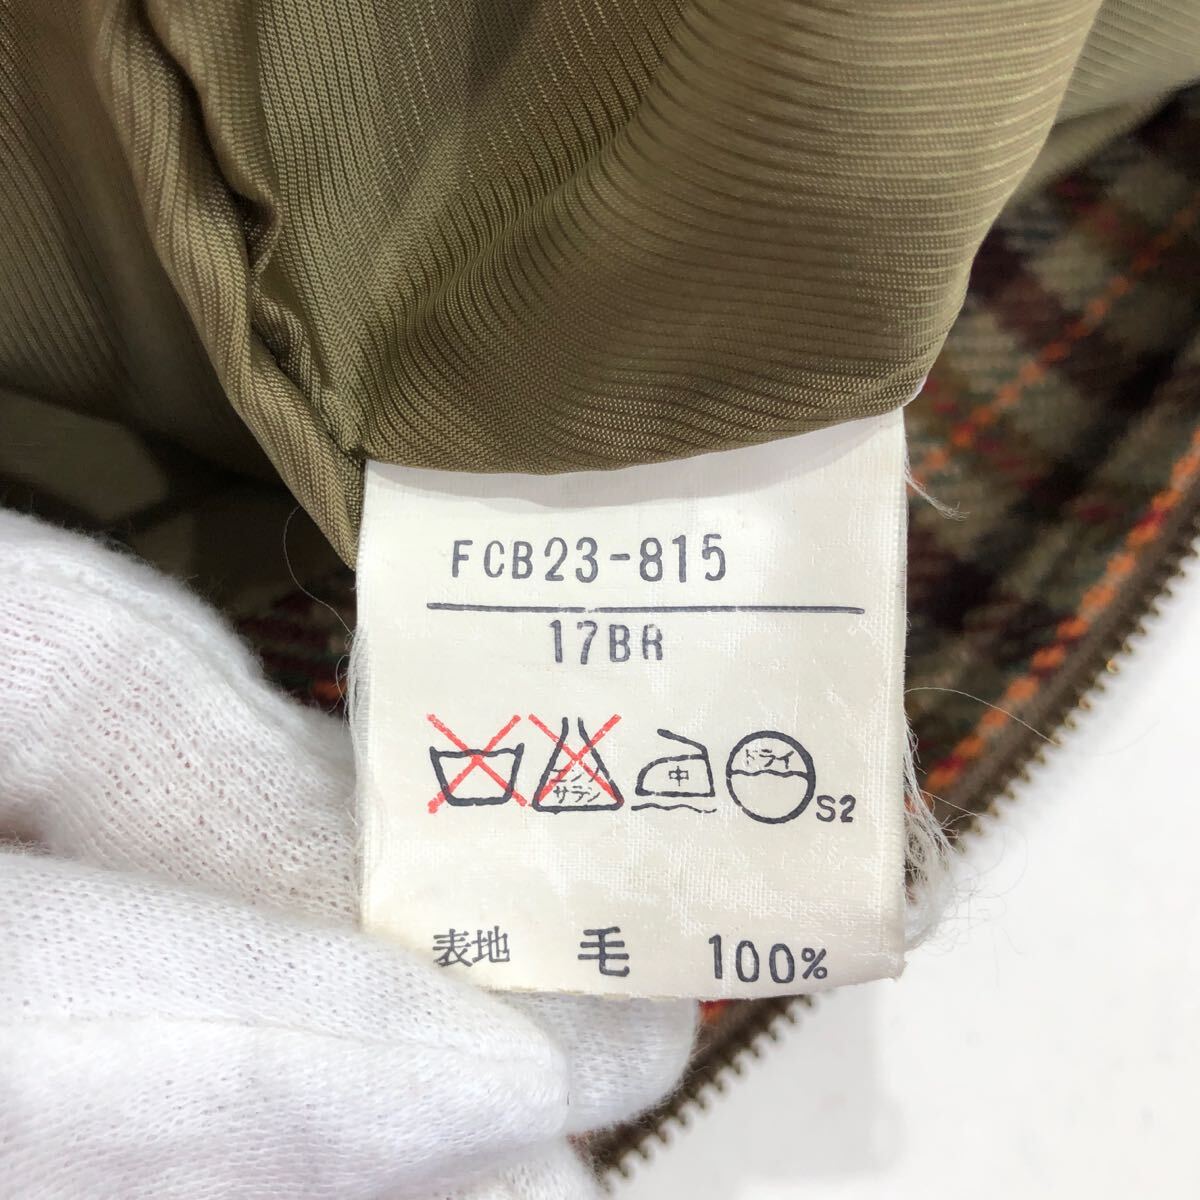 FCB23-815
17BR
エンソ
サラシ
中
ドライ
S2
表地 毛 100%